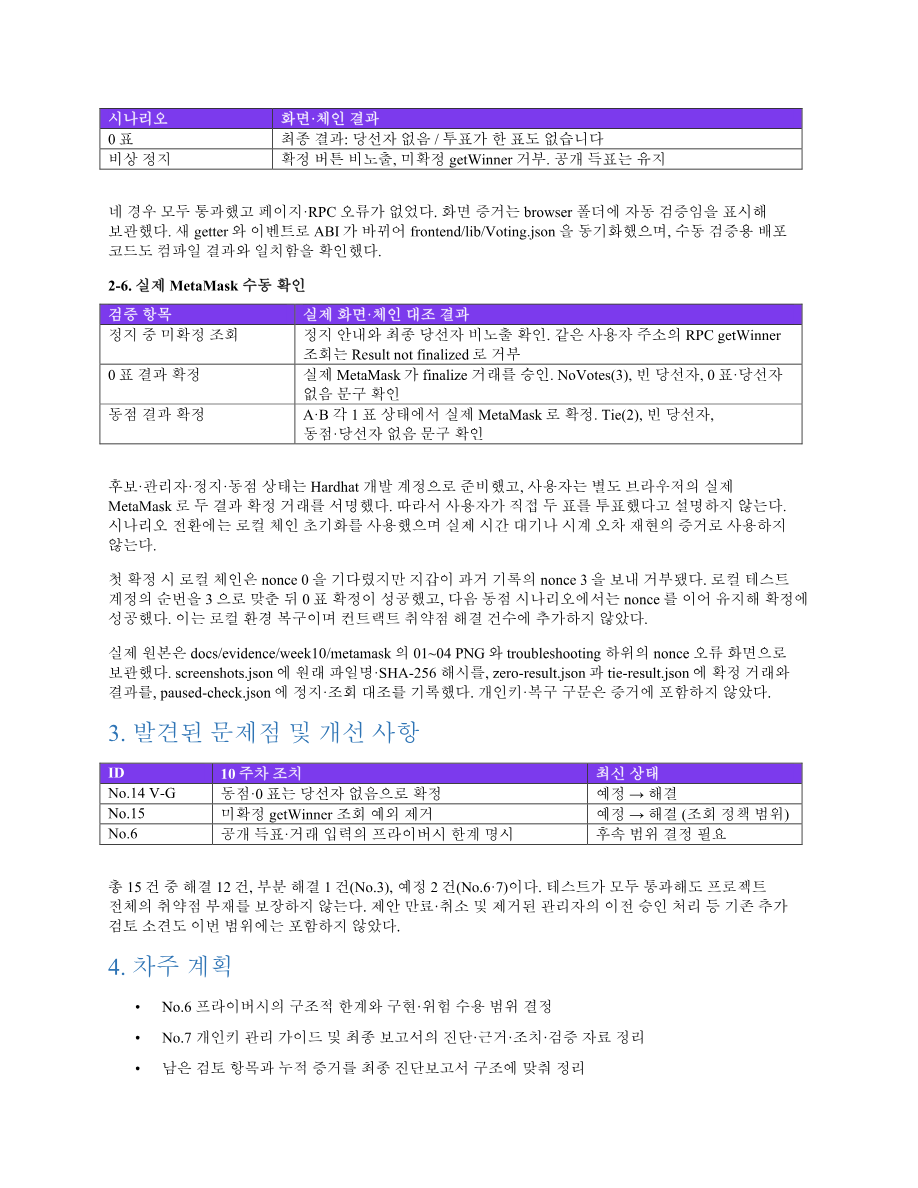 시나리오 화면·체인 결과
0 표 최종 결과: 당선자 없음 / 투표가 한 표도 없습니다
비상 정지 확정 버튼 비노출, 미확정 getWinner 거부. 공개 득표는 유지
네 경우 모두 통과했고 페이지·RPC 오류가 없었다. 화면 증거는 browser 폴더에 자동 검증임을 표시해
보관했다. 새 getter 와 이벤트로 ABI 가 바뀌어 frontend/lib/Voting.json 을 동기화했으며, 수동 검증용 배포
코드도 컴파일 결과와 일치함을 확인했다.
2-6. 실제 MetaMask 수동 확인
검증 항목 실제 화면·체인 대조 결과
정지 중 미확정 조회 정지 안내와 최종 당선자 비노출 확인. 같은 사용자 주소의 RPC getWinner
조회는 Result not finalized 로 거부
0 표 결과 확정 실제 MetaMask 가 finalize 거래를 승인. NoVotes(3), 빈 당선자, 0 표·당선자
없음 문구 확인
동점 결과 확정 A·B 각 1 표 상태에서 실제 MetaMask 로 확정. Tie(2), 빈 당선자,
동점·당선자 없음 문구 확인
후보·관리자·정지·동점 상태는 Hardhat 개발 계정으로 준비했고, 사용자는 별도 브라우저의 실제
MetaMask 로 두 결과 확정 거래를 서명했다. 따라서 사용자가 직접 두 표를 투표했다고 설명하지 않는다.
시나리오 전환에는 로컬 체인 초기화를 사용했으며 실제 시간 대기나 시계 오차 재현의 증거로 사용하지
않는다.
첫 확정 시 로컬 체인은 nonce 0 을 기다렸지만 지갑이 과거 기록의 nonce 3 을 보내 거부됐다. 로컬 테스트
계정의 순번을 3 으로 맞춘 뒤 0 표 확정이 성공했고, 다음 동점 시나리오에서는 nonce 를 이어 유지해 확정에
성공했다. 이는 로컬 환경 복구이며 컨트랙트 취약점 해결 건수에 추가하지 않았다.
실제 원본은 docs/evidence/week10/metamask 의 01~04 PNG 와 troubleshooting 하위의 nonce 오류 화면으로
보관했다. screenshots.json 에 원래 파일명·SHA-256 해시를, zero-result.json 과 tie-result.json 에 확정 거래와
결과를, paused-check.json 에 정지·조회 대조를 기록했다. 개인키·복구 구문은 증거에 포함하지 않았다.
3. 발견된 문제점 및 개선 사항
ID 10 주차 조치 최신 상태
No.14 V-G 동점·0 표는 당선자 없음으로 확정 예정 → 해결
No.15 미확정 getWinner 조회 예외 제거 예정 → 해결 (조회 정책 범위)
No.6 공개 득표·거래 입력의 프라이버시 한계 명시 후속 범위 결정 필요
총 15 건 중 해결 12 건, 부분 해결 1 건(No.3), 예정 2 건(No.6·7)이다. 테스트가 모두 통과해도 프로젝트
전체의 취약점 부재를 보장하지 않는다. 제안 만료·취소 및 제거된 관리자의 이전 승인 처리 등 기존 추가
검토 소견도 이번 범위에는 포함하지 않았다.
4. 차주 계획
• No.6 프라이버시의 구조적 한계와 구현·위험 수용 범위 결정
• No.7 개인키 관리 가이드 및 최종 보고서의 진단·근거·조치·검증 자료 정리
• 남은 검토 항목과 누적 증거를 최종 진단보고서 구조에 맞춰 정리